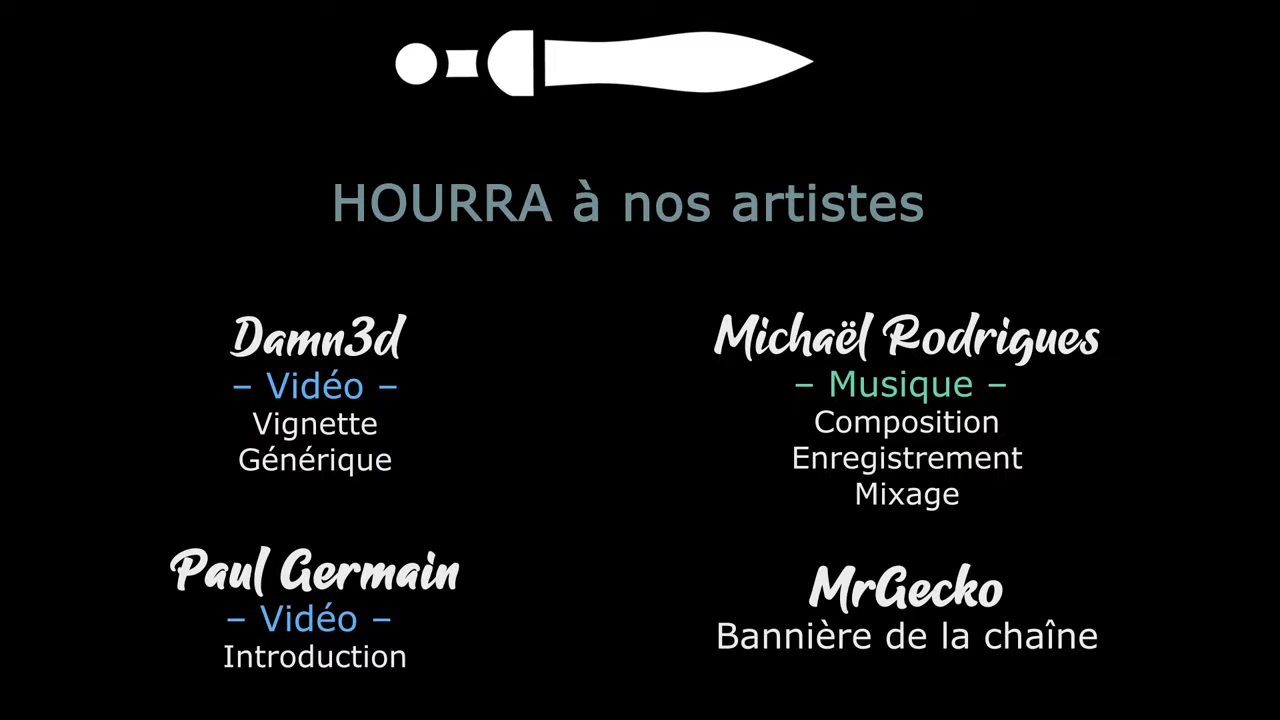 HOURRA à nos artistes
Damn3d
– Vidéo –
Vignette
Générique
Michaël Rodrigues
– Musique –
Composition
Enregistrement
Mixage
Paul Germain
– Vidéo –
Introduction
MrGecko
Bannière de la chaîne